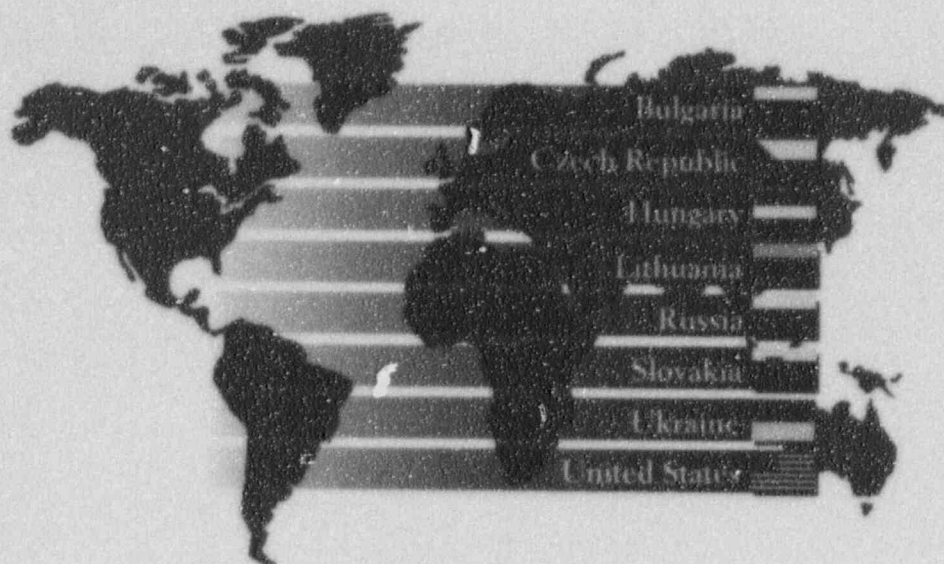 Bulgaria
Czech Republic
Hungary
Lithuania
Russia
Slovakia
Ukraine
United States